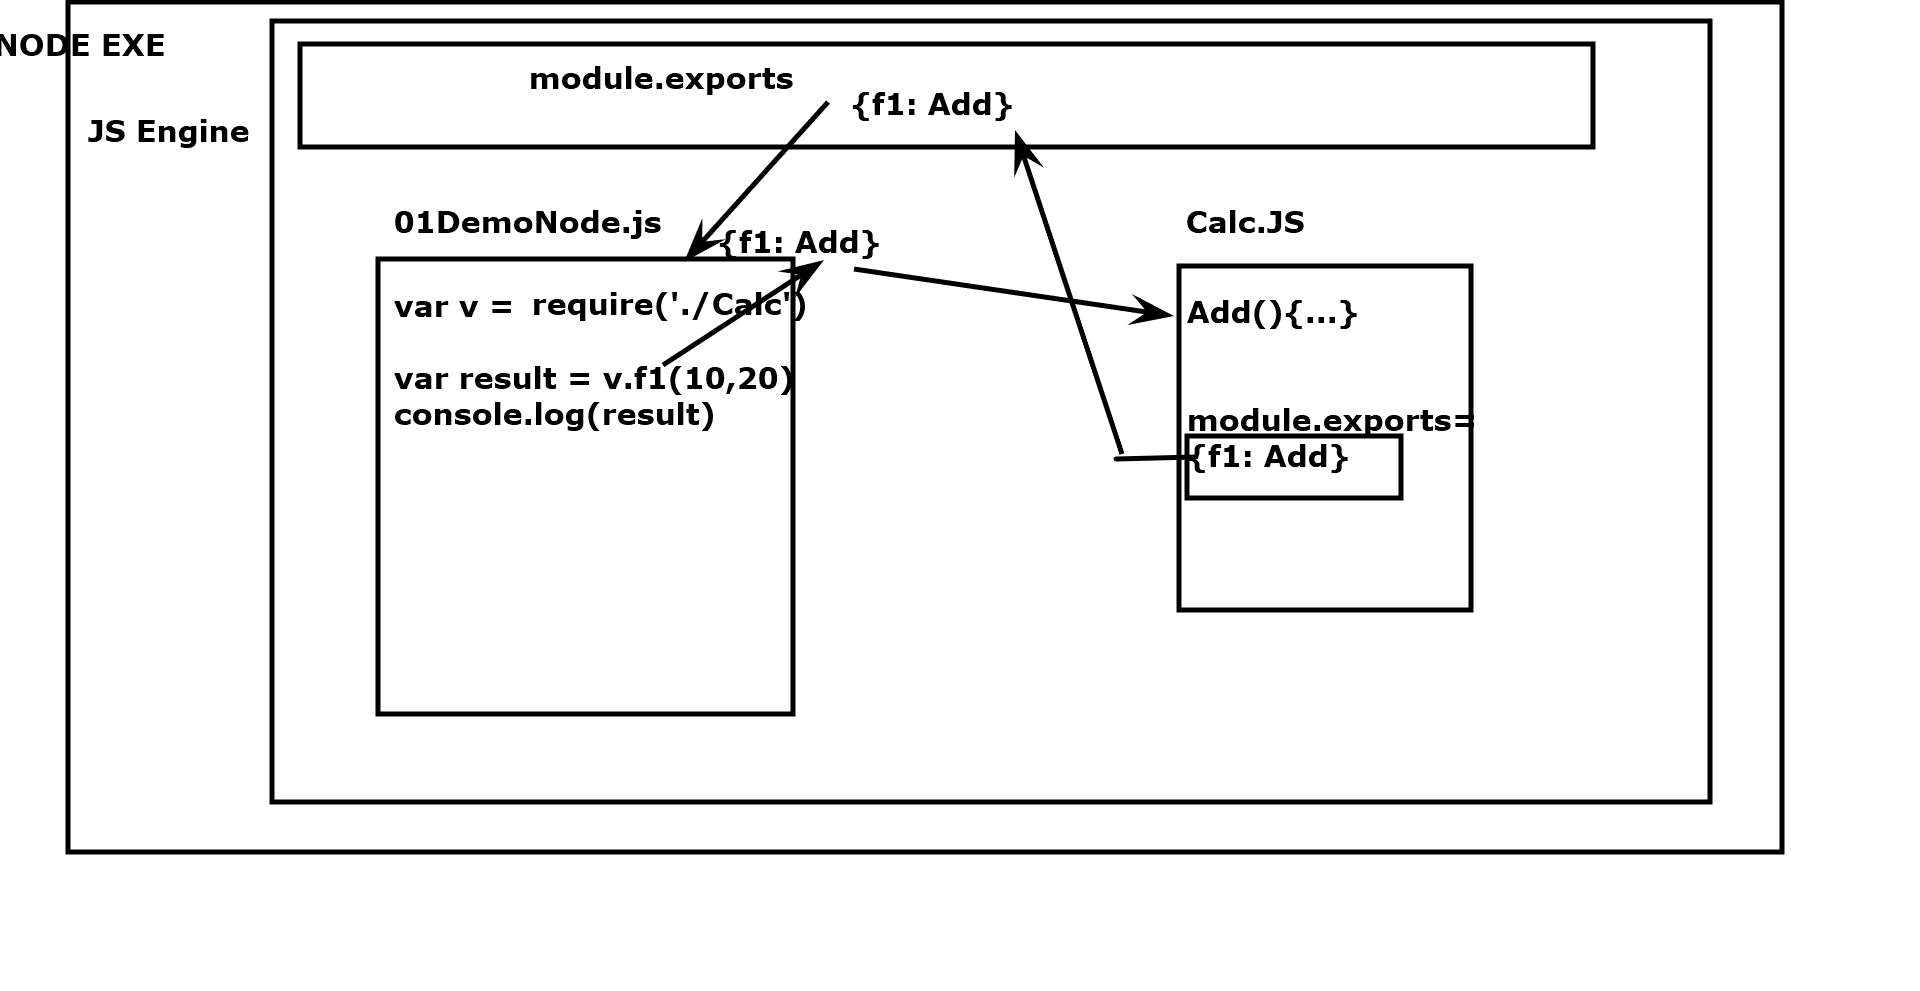 NODE EXE
JS Engine
module.exports
{f1: Add}
01DemoNode.js
{f1: Add}
var v = require('./Calc')
var result = v.f1(10,20)
console.log(result)
Calc.JS
Add(){...}
module.exports=
{f1: Add}